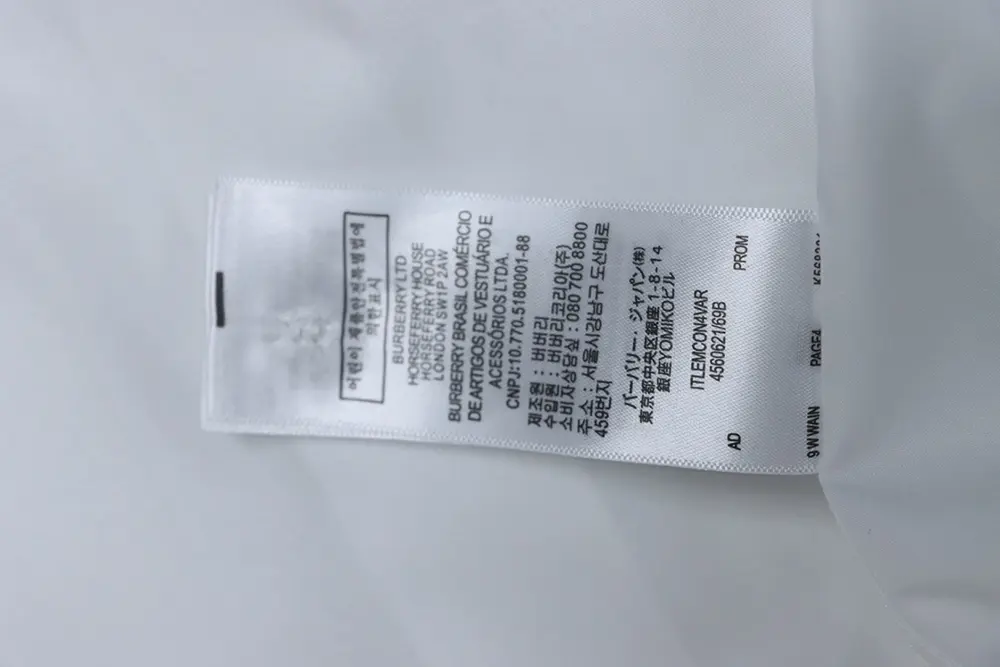 어린이 제품안전특별법에
의한표시
BURBERRY LTD
HORSEFERRY HOUSE
HORSEFERRY ROAD
LONDON SW1P 2AW
BURBERRY BRASIL COMÉRCIO
DE ARTIGOS DE VESTUÁRIO E
ACESSÓRIOS LTDA.
CNPJ:10.770.5180001-88
제조원 : 버버리
수입원 : 버버리코리아(주)
소비자상담실 : 080 700 8800
주소 : 서울시강남구 도산대로
459번지
バーバリー・ジャパン(株)
東京都中央区銀座 1-8-14
銀座YOMIKOビル
ITLEMCON4VAR
4560621/69B
AD PROM
9 W WAIN PAGE4